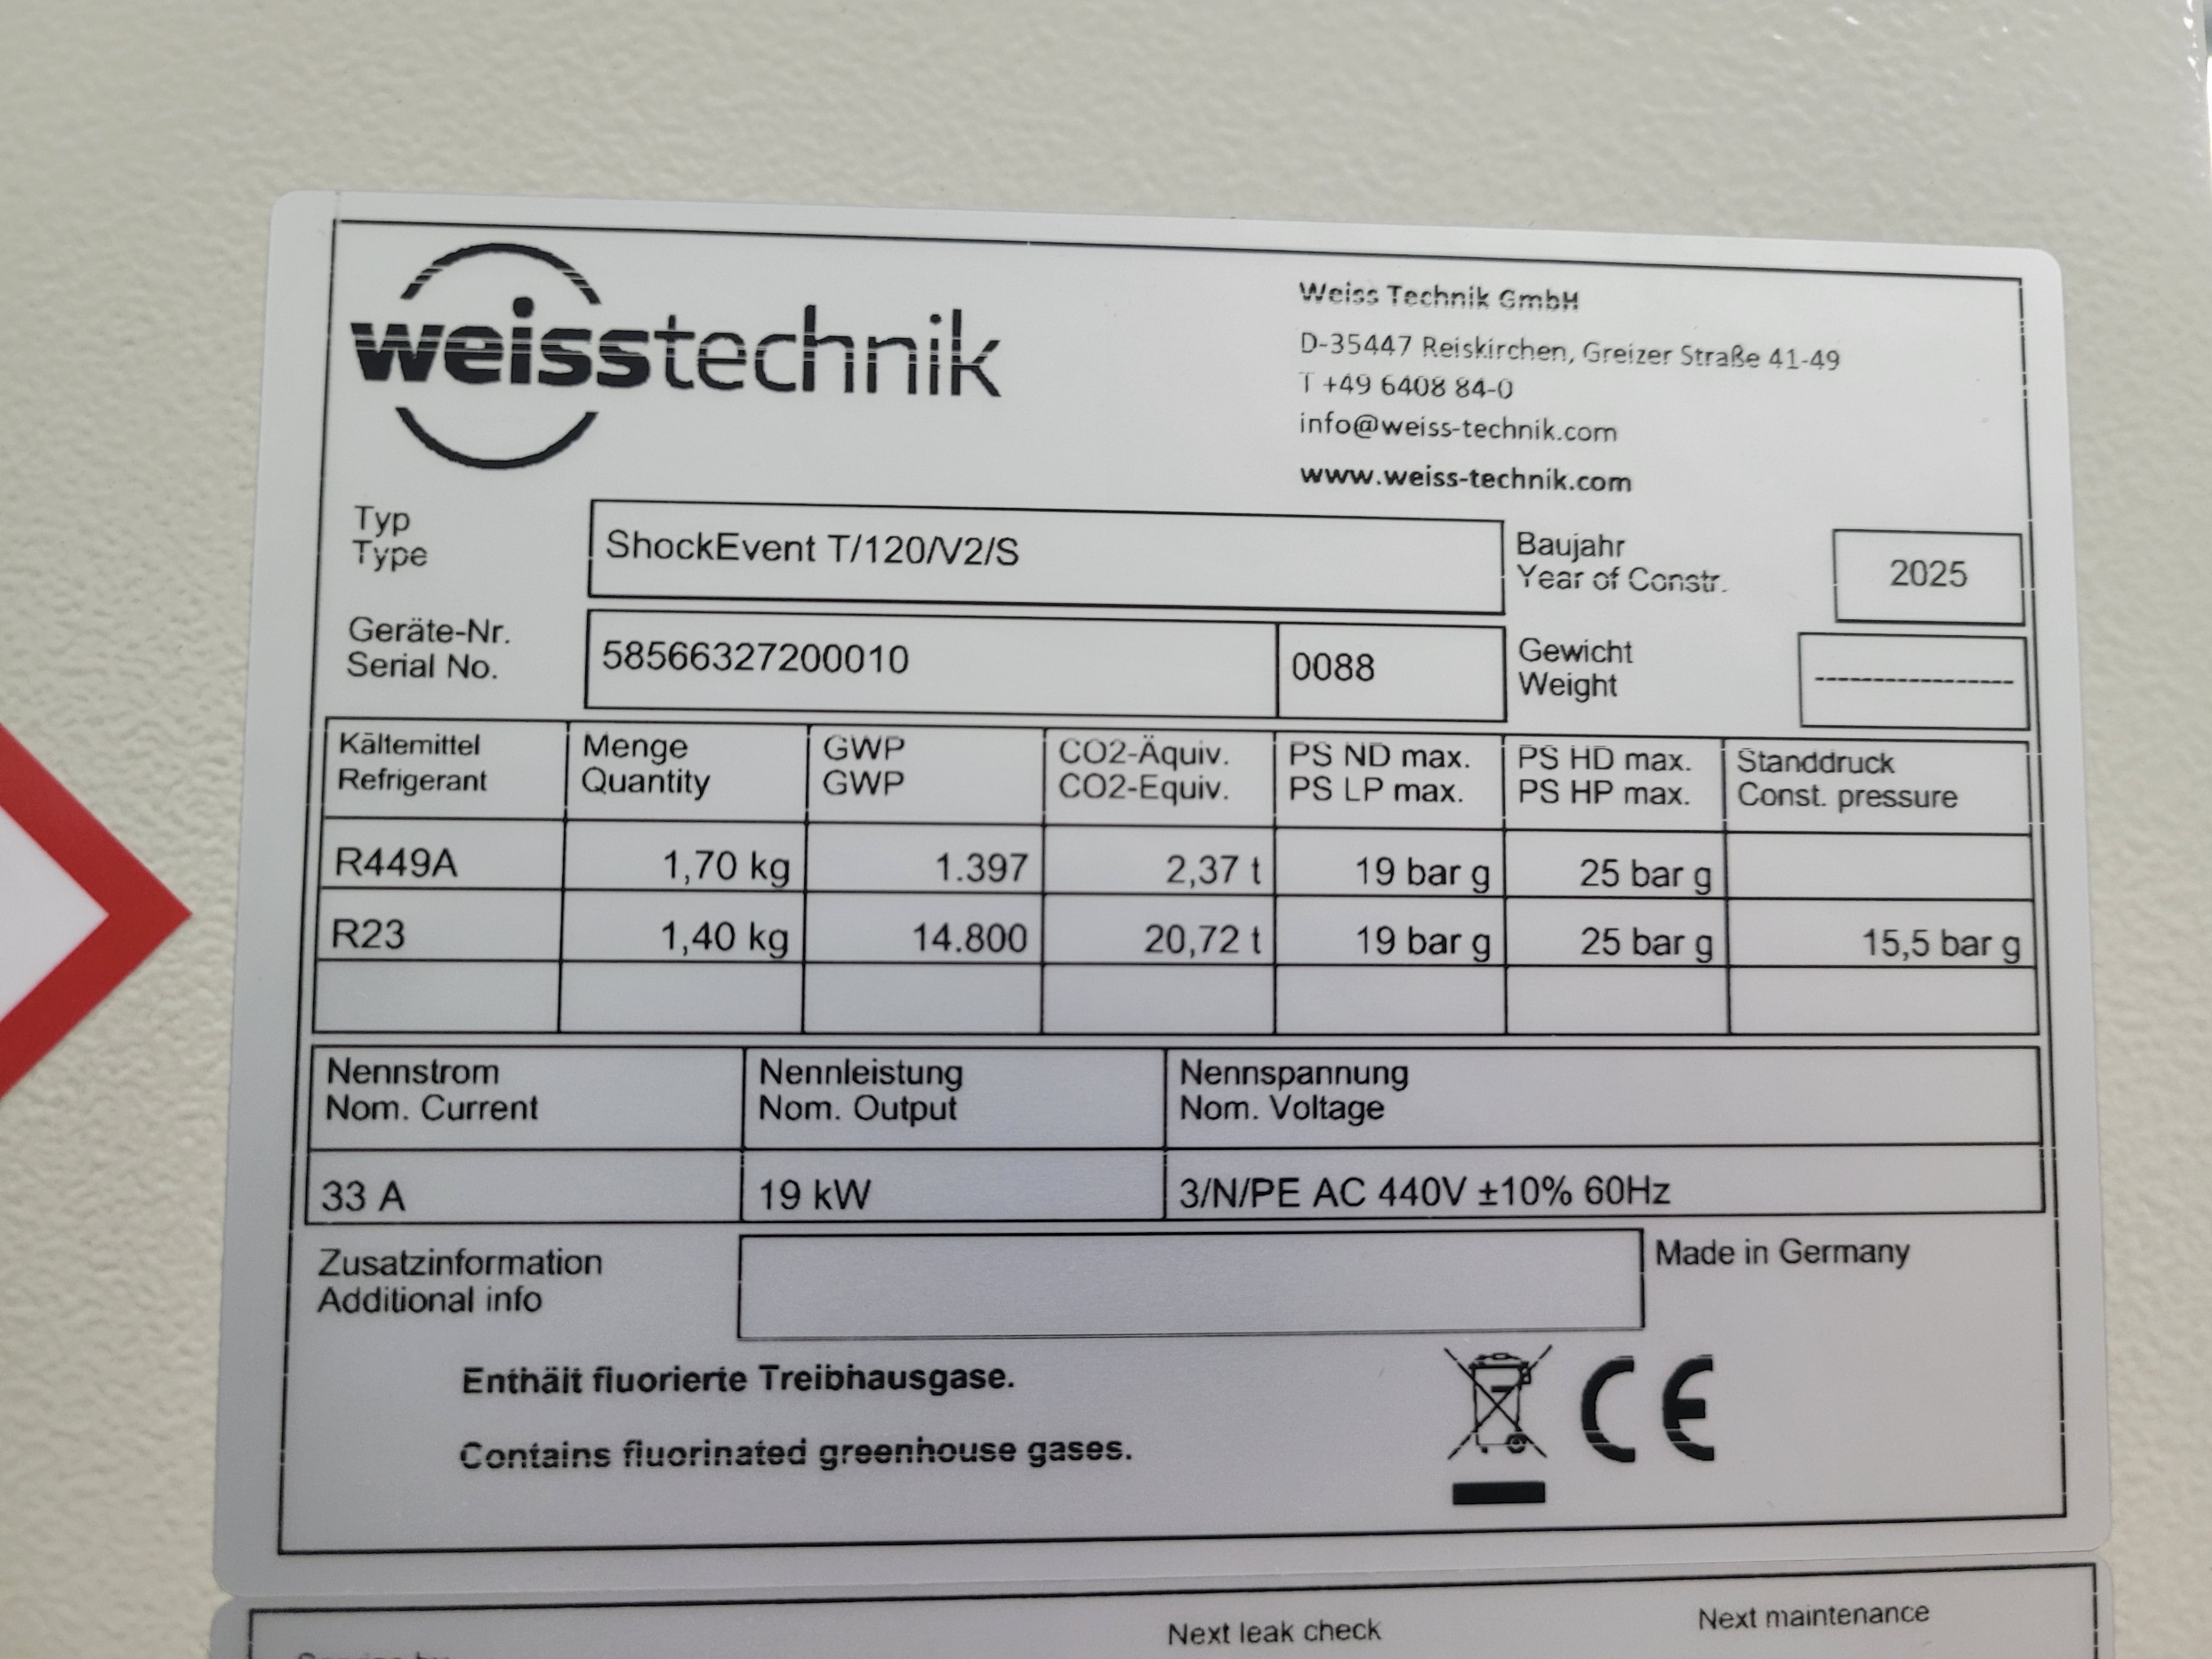 weisstechnik
Weiss Technik GmbH
D-35447 Reiskirchen, Greizer Straße 41-49
T +49 6408 84-0
info@weiss-technik.com
www.weiss-technik.com
Typ
Type
ShockEvent T/120/V2/S
Baujahr
Year of Constr.
2025
Geräte-Nr.
Serial No.
58566327200010
0088
Gewicht
Weight
-----------------
Kältemittel Menge GWP CO2-Äquiv. PS ND max. PS HD max. Standdruck
Refrigerant Quantity GWP CO2-Equiv. PS LP max. PS HP max. Const. pressure
R449A 1,70 kg 1.397 2,37 t 19 bar g 25 bar g
R23 1,40 kg 14.800 20,72 t 19 bar g 25 bar g 15,5 bar g
Nennstrom Nennleistung Nennspannung
Nom. Current Nom. Output Nom. Voltage
33 A 19 kW 3/N/PE AC 440V ±10% 60Hz
Zusatzinformation
Additional info
Made in Germany
Enthält fluorierte Treibhausgase.
Contains fluorinated greenhouse gases.
CE
Next leak check
Next maintenance